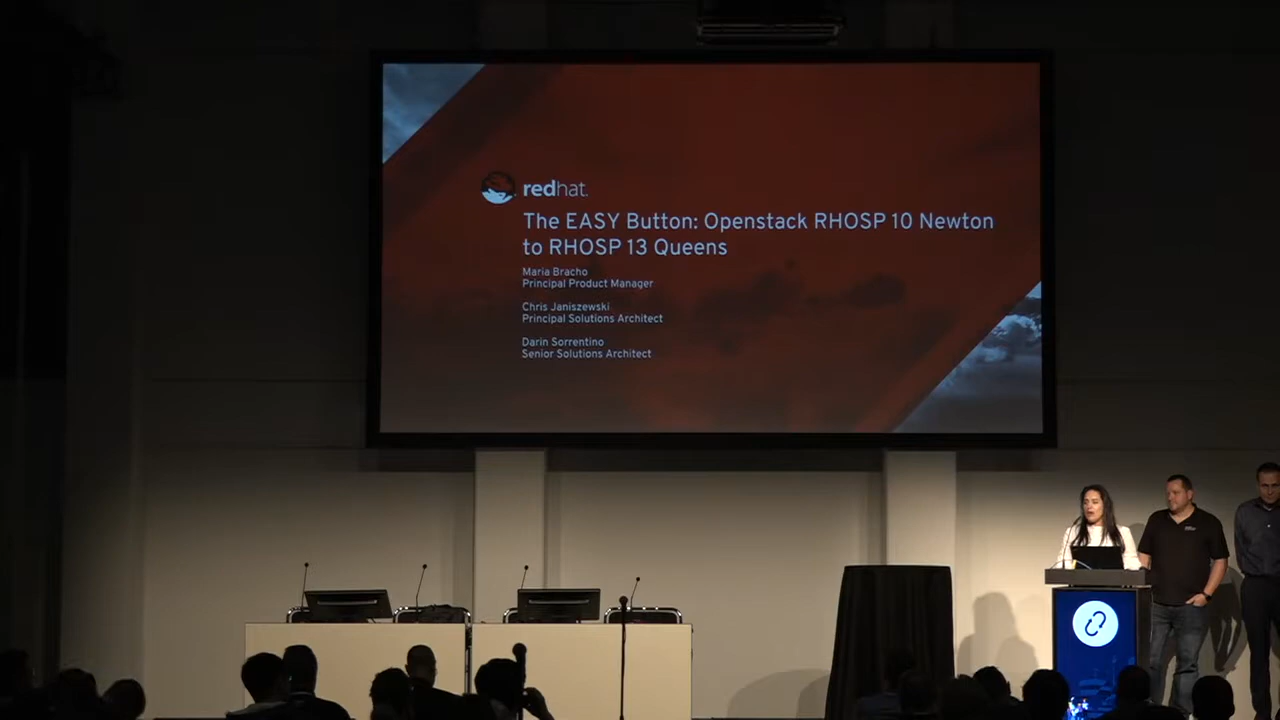 redhat.
The EASY Button: Openstack RHOSP 10 Newton
to RHOSP 13 Queens
Maria Bracho
Principal Product Manager
Chris Janiszewski
Principal Solutions Architect
Darin Sorrentino
Senior Solutions Architect